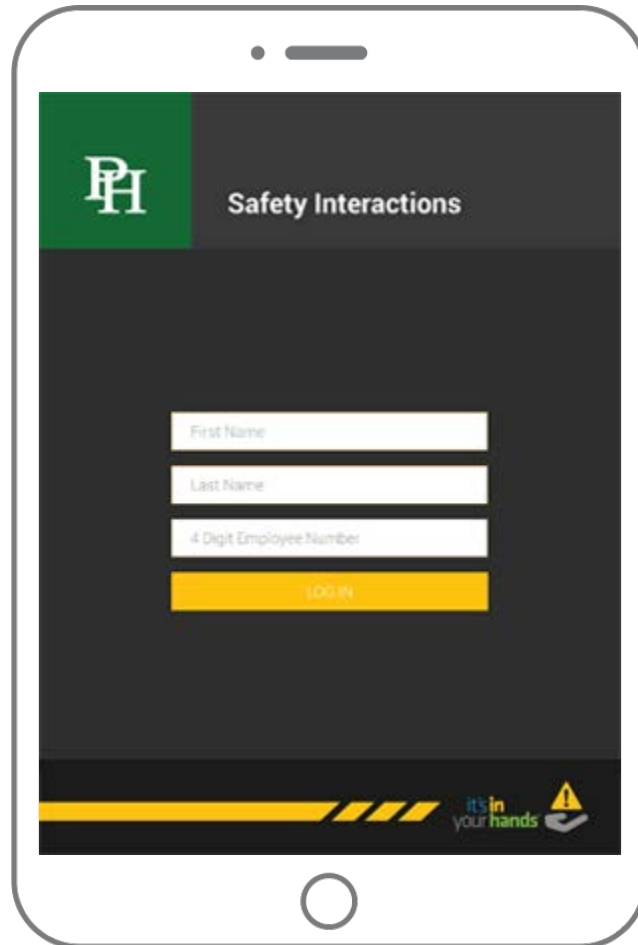 PH
Safety Interactions
First Name
Last Name
4 Digit Employee Number
LOG IN
it's in
your hands